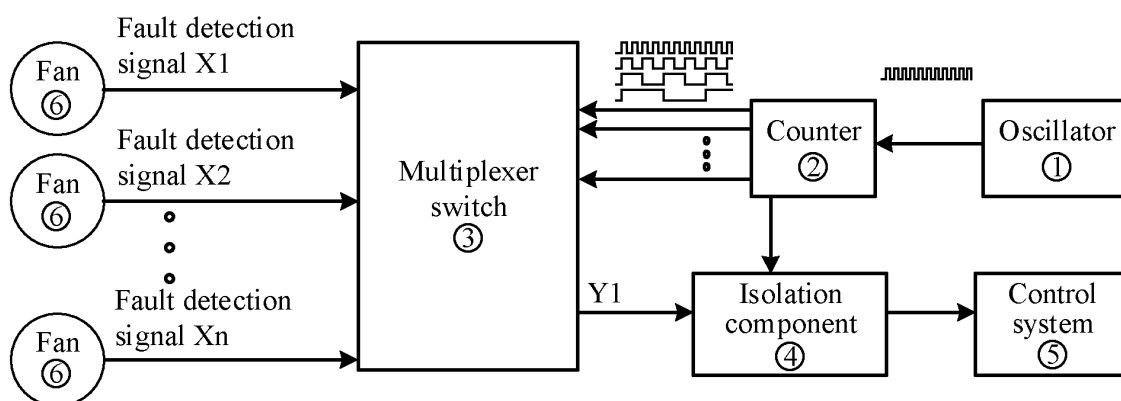 Fault detection
signal X1
Fan
⑥
Fault detection
signal X2
Fan
⑥
Fault detection
signal Xn
Fan
⑥
Multiplexer
switch
③
Counter
②
Oscillator
①
Y1
Isolation
component
④
Control
system
⑤